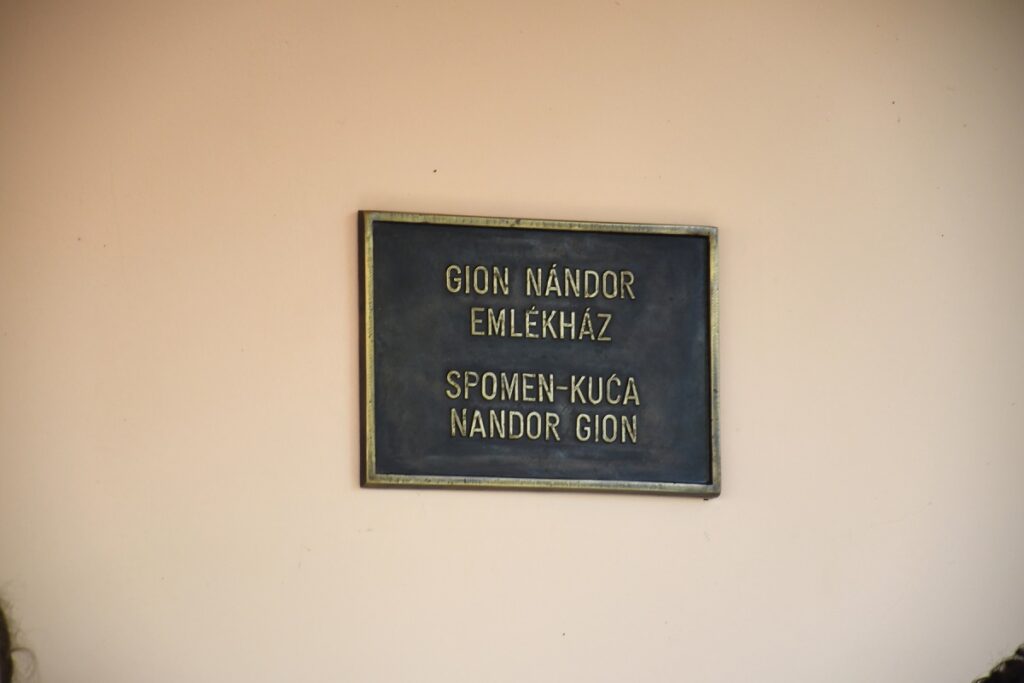 GION NÁNDOR
EMLÉKHÁZ
SPOMEN-KUĆA
NANDOR GION